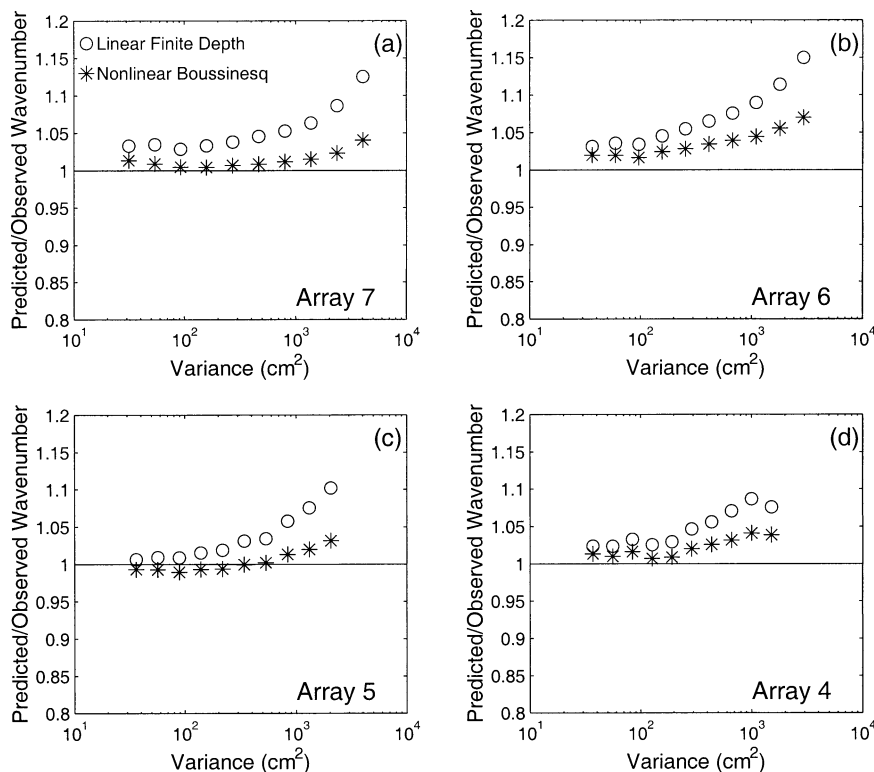 (a)
Linear Finite Depth
Nonlinear Boussinesq
1.2
1.15
1.1
1.05
1
0.95
0.9
0.85
0.8
Predicted/Observed Wavenumber
Array 7
10^1 10^2 10^3 10^4
Variance (cm^2)
(b)
1.2
1.15
1.1
1.05
1
0.95
0.9
0.85
0.8
Predicted/Observed Wavenumber
Array 6
10^1 10^2 10^3 10^4
Variance (cm^2)
(c)
1.2
1.15
1.1
1.05
1
0.95
0.9
0.85
0.8
Predicted/Observed Wavenumber
Array 5
10^1 10^2 10^3 10^4
Variance (cm^2)
(d)
1.2
1.15
1.1
1.05
1
0.95
0.9
0.85
0.8
Predicted/Observed Wavenumber
Array 4
10^1 10^2 10^3 10^4
Variance (cm^2)